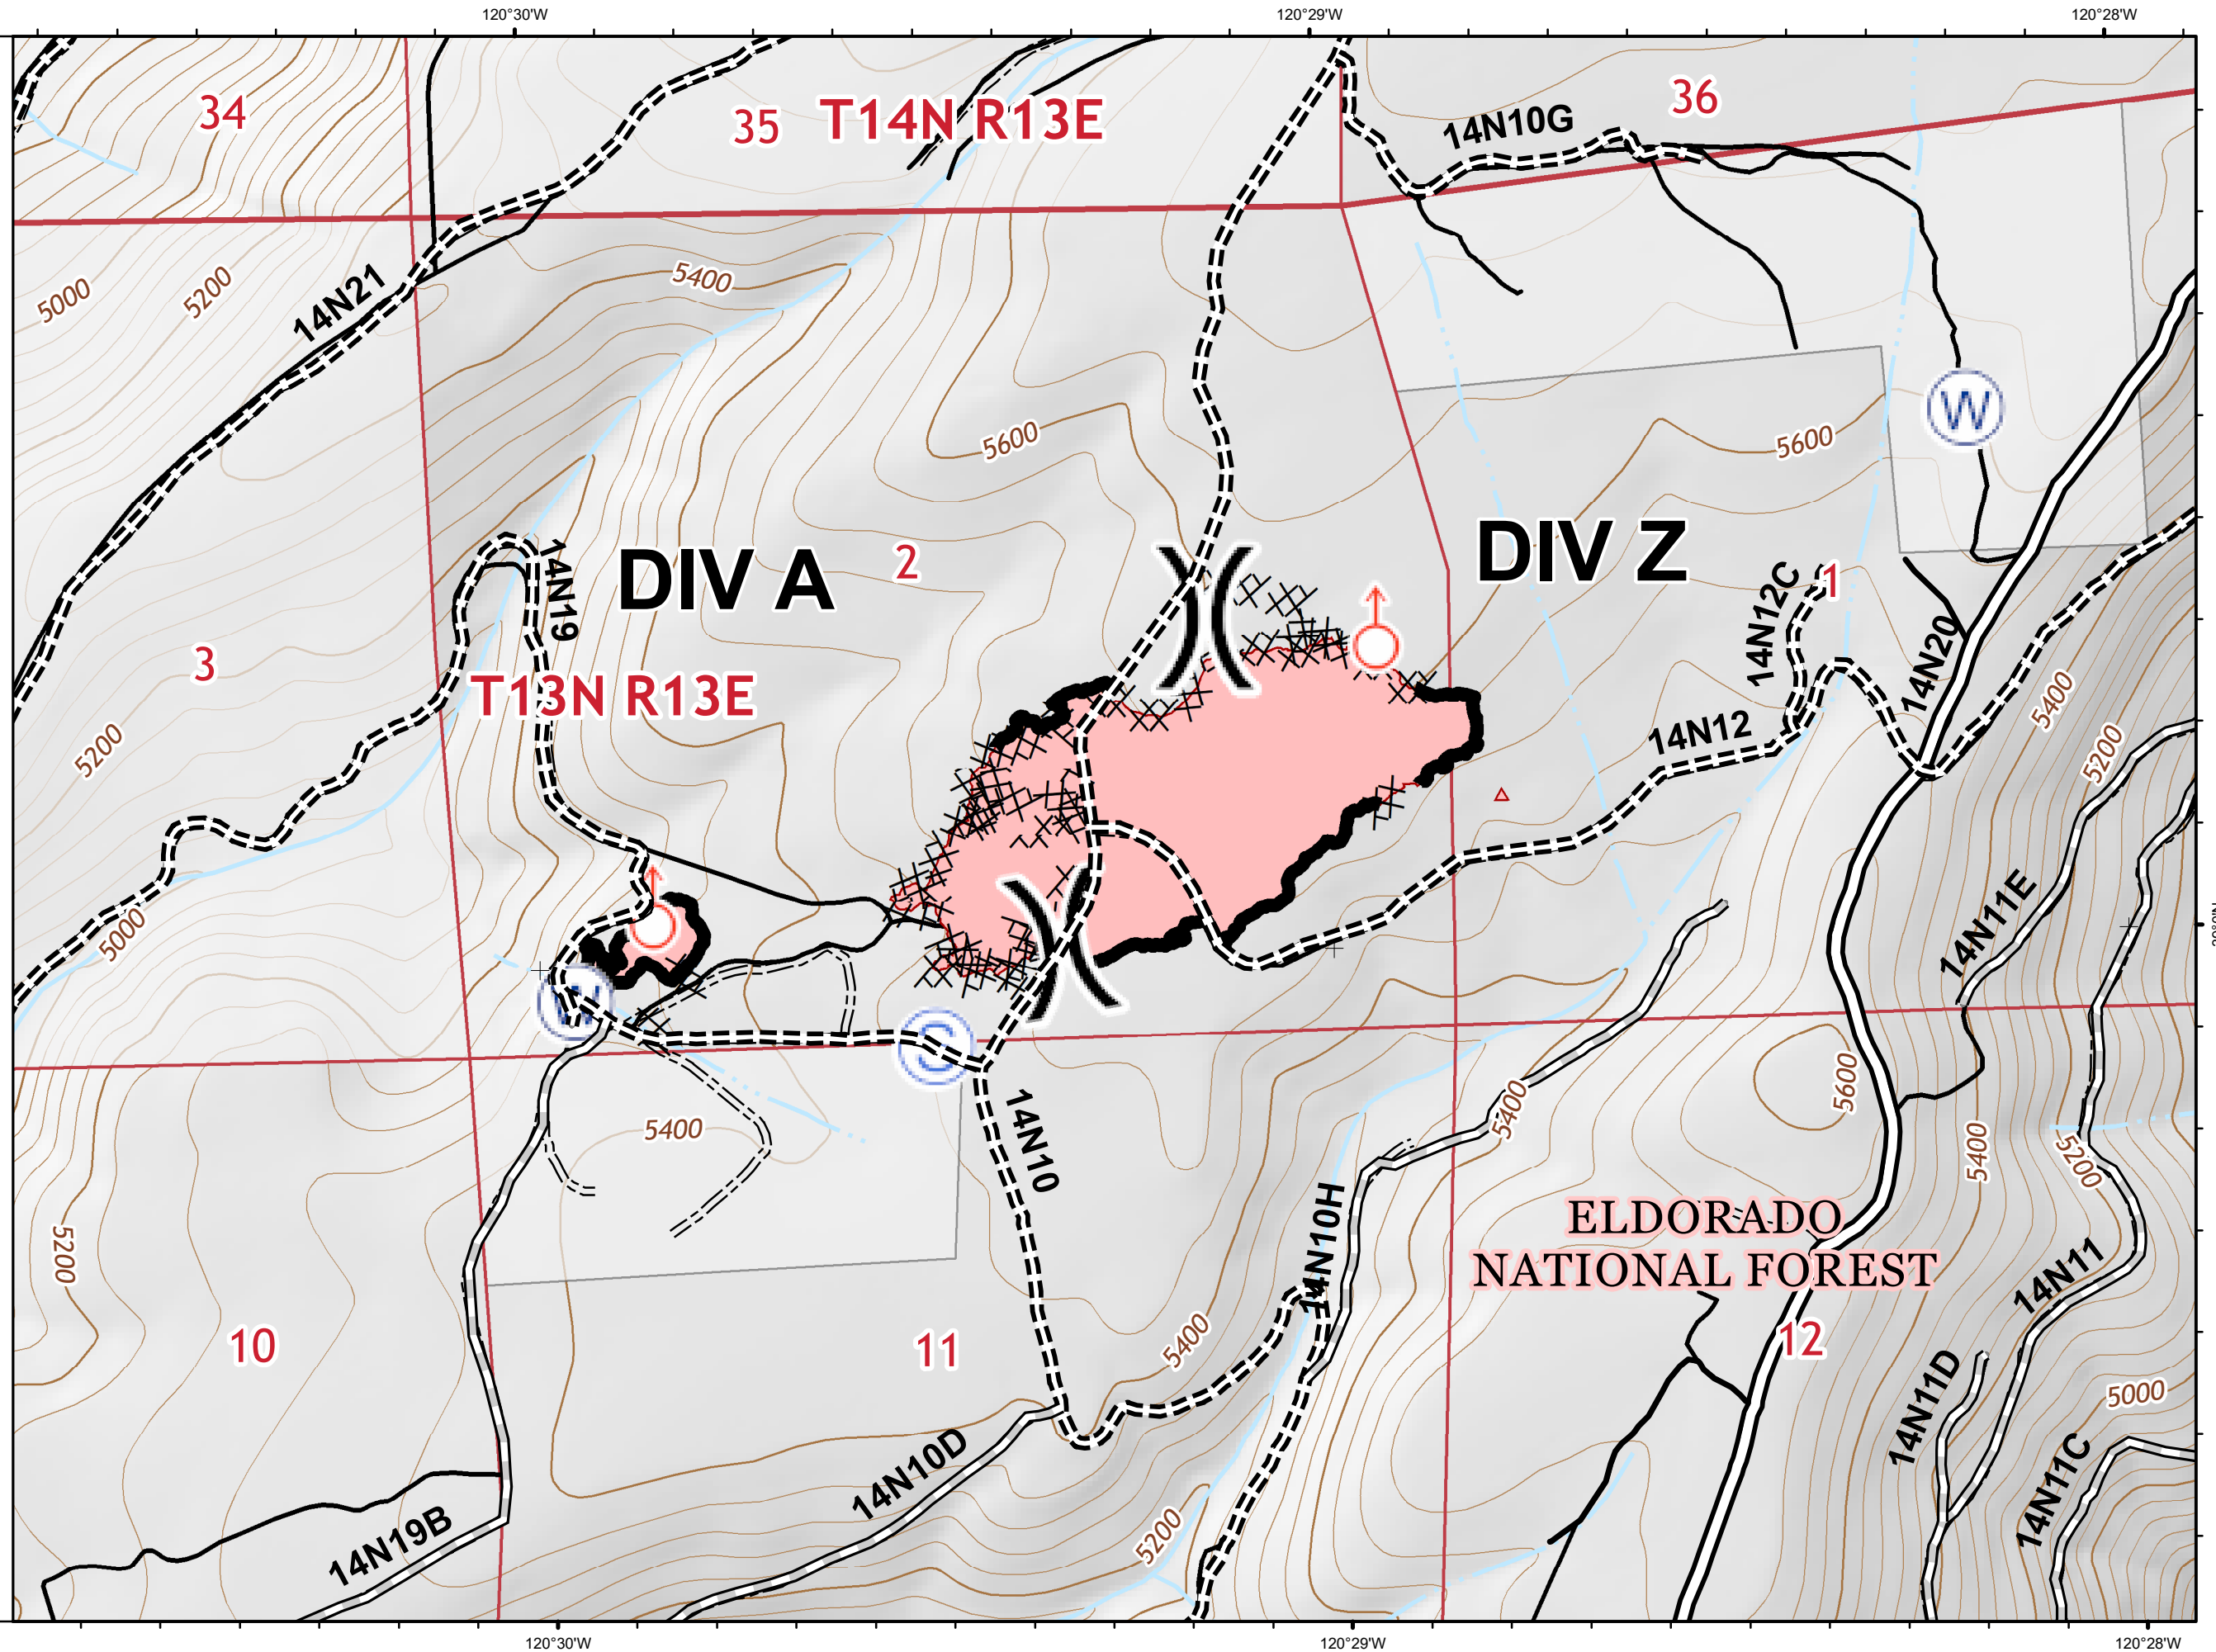 120°30'W
120°29'W
120°28'W
34
35
T14N R13E
36
14N10G
5000
5200
14N21
5400
5600
5600
W
DIV A
2
DIV Z
14N19
14N12C
1
3
T13N R13E
14N20
14N12
5200
5400
5200
5000
14N11E
W
S
5400
14N10
5400
5600
5400
5200
5200
14N10H
ELDORADO
NATIONAL FOREST
14N11
10
11
5400
12
14N11D
5000
14N10D
14N11C
14N19B
5200
120°30'W
120°29'W
120°28'W